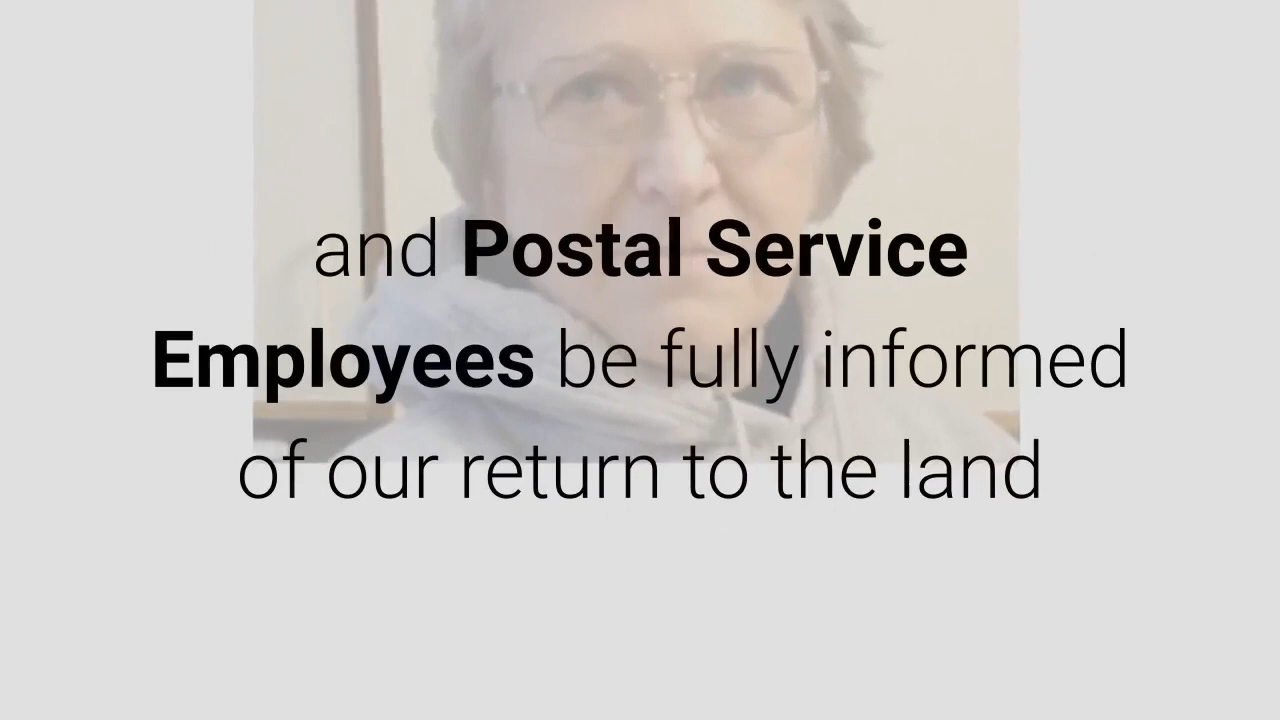 and Postal Service
Employees be fully informed
of our return to the land